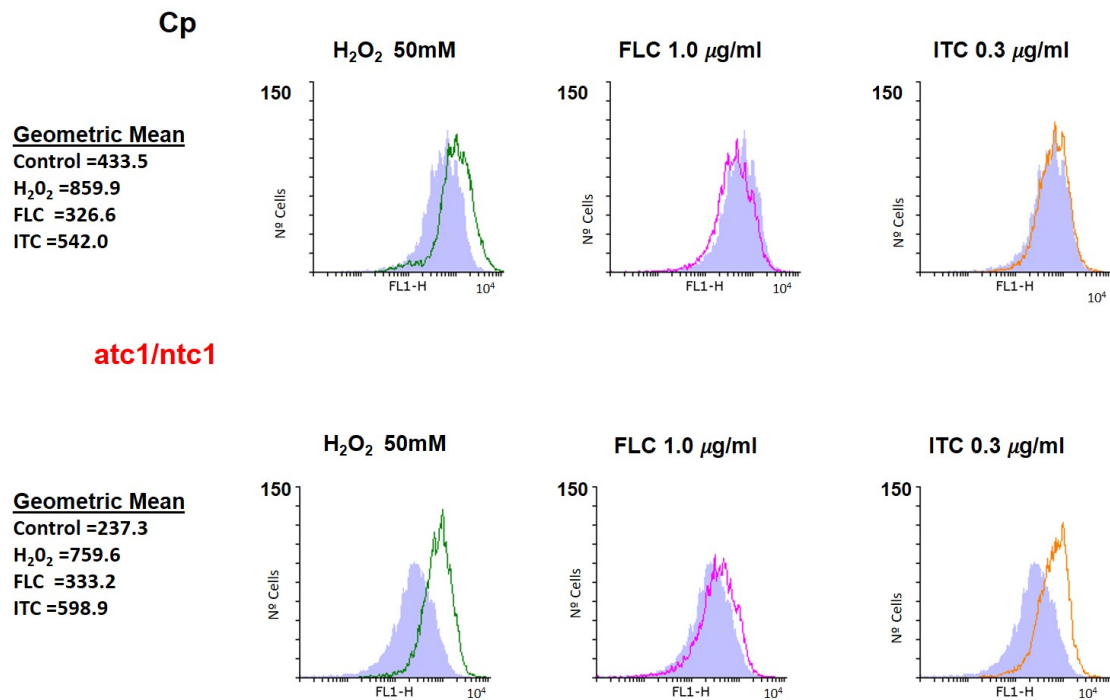 Cp
H₂O₂ 50mM
FLC 1.0 µg/ml
ITC 0.3 µg/ml
150
150
150
Geometric Mean
Control =433.5
H₂O₂ =859.9
FLC =326.6
ITC =542.0
Nº Cells
Nº Cells
Nº Cells
FL1-H
10⁴
FL1-H
10⁴
FL1-H
10⁴
atc1/ntc1
H₂O₂ 50mM
FLC 1.0 µg/ml
ITC 0.3 µg/ml
150
150
150
Geometric Mean
Control =237.3
H₂0₂ =759.6
FLC =333.2
ITC =598.9
Nº Cells
Nº Cells
Nº Cells
FL1-H
10⁴
FL1-H
10⁴
FL1-H
10⁴